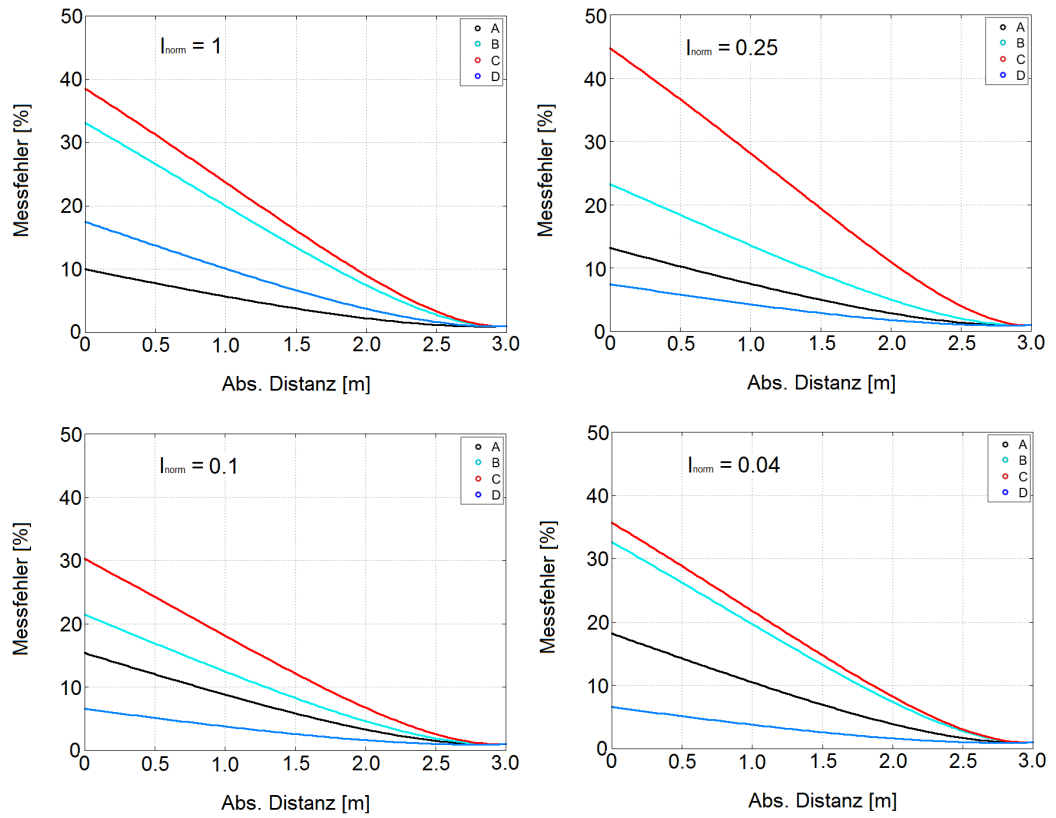 50
40
30
20
10
0
Messfehler [%]
Iₙₒᵣₘ = 1
A
B
C
D
0 0.5 1.0 1.5 2.0 2.5 3.0
Abs. Distanz [m]
50
40
30
20
10
0
Messfehler [%]
Iₙₒᵣₘ = 0.25
A
B
C
D
0 0.5 1.0 1.5 2.0 2.5 3.0
Abs. Distanz [m]
50
40
30
20
10
0
Messfehler [%]
Iₙₒᵣₘ = 0.1
A
B
C
D
0 0.5 1.0 1.5 2.0 2.5 3.0
Abs. Distanz [m]
50
40
30
20
10
0
Messfehler [%]
Iₙₒᵣₘ = 0.04
A
B
C
D
0 0.5 1.0 1.5 2.0 2.5 3.0
Abs. Distanz [m]